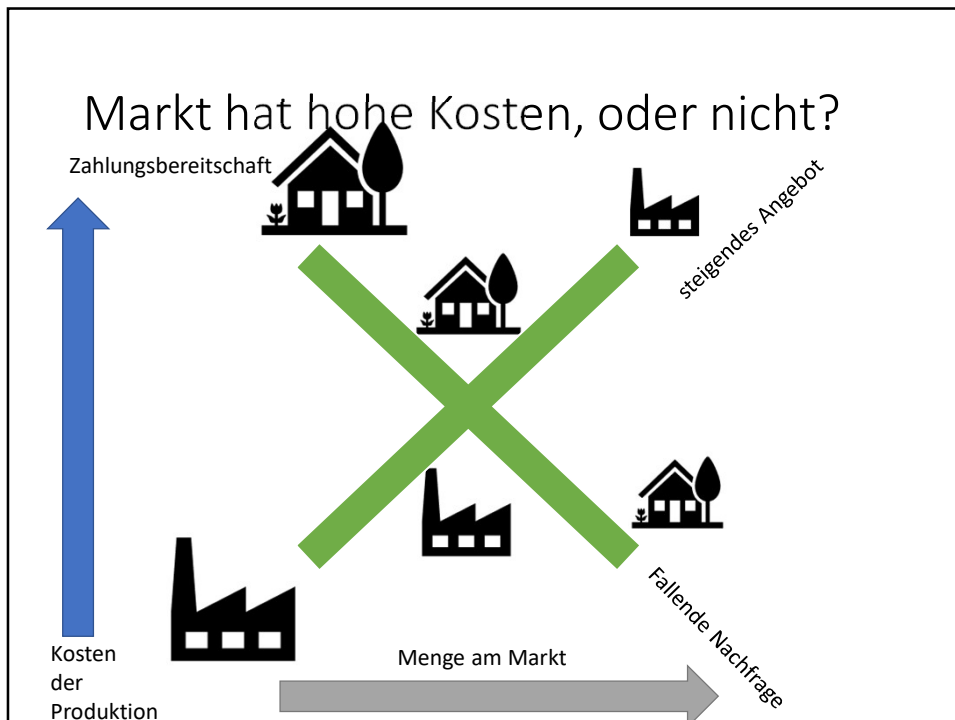 Markt hat hohe Kosten, oder nicht?
Zahlungsbereitschaft
steigendes Angebot
Kosten
der
Produktion
Menge am Markt
Fallende Nachfrage